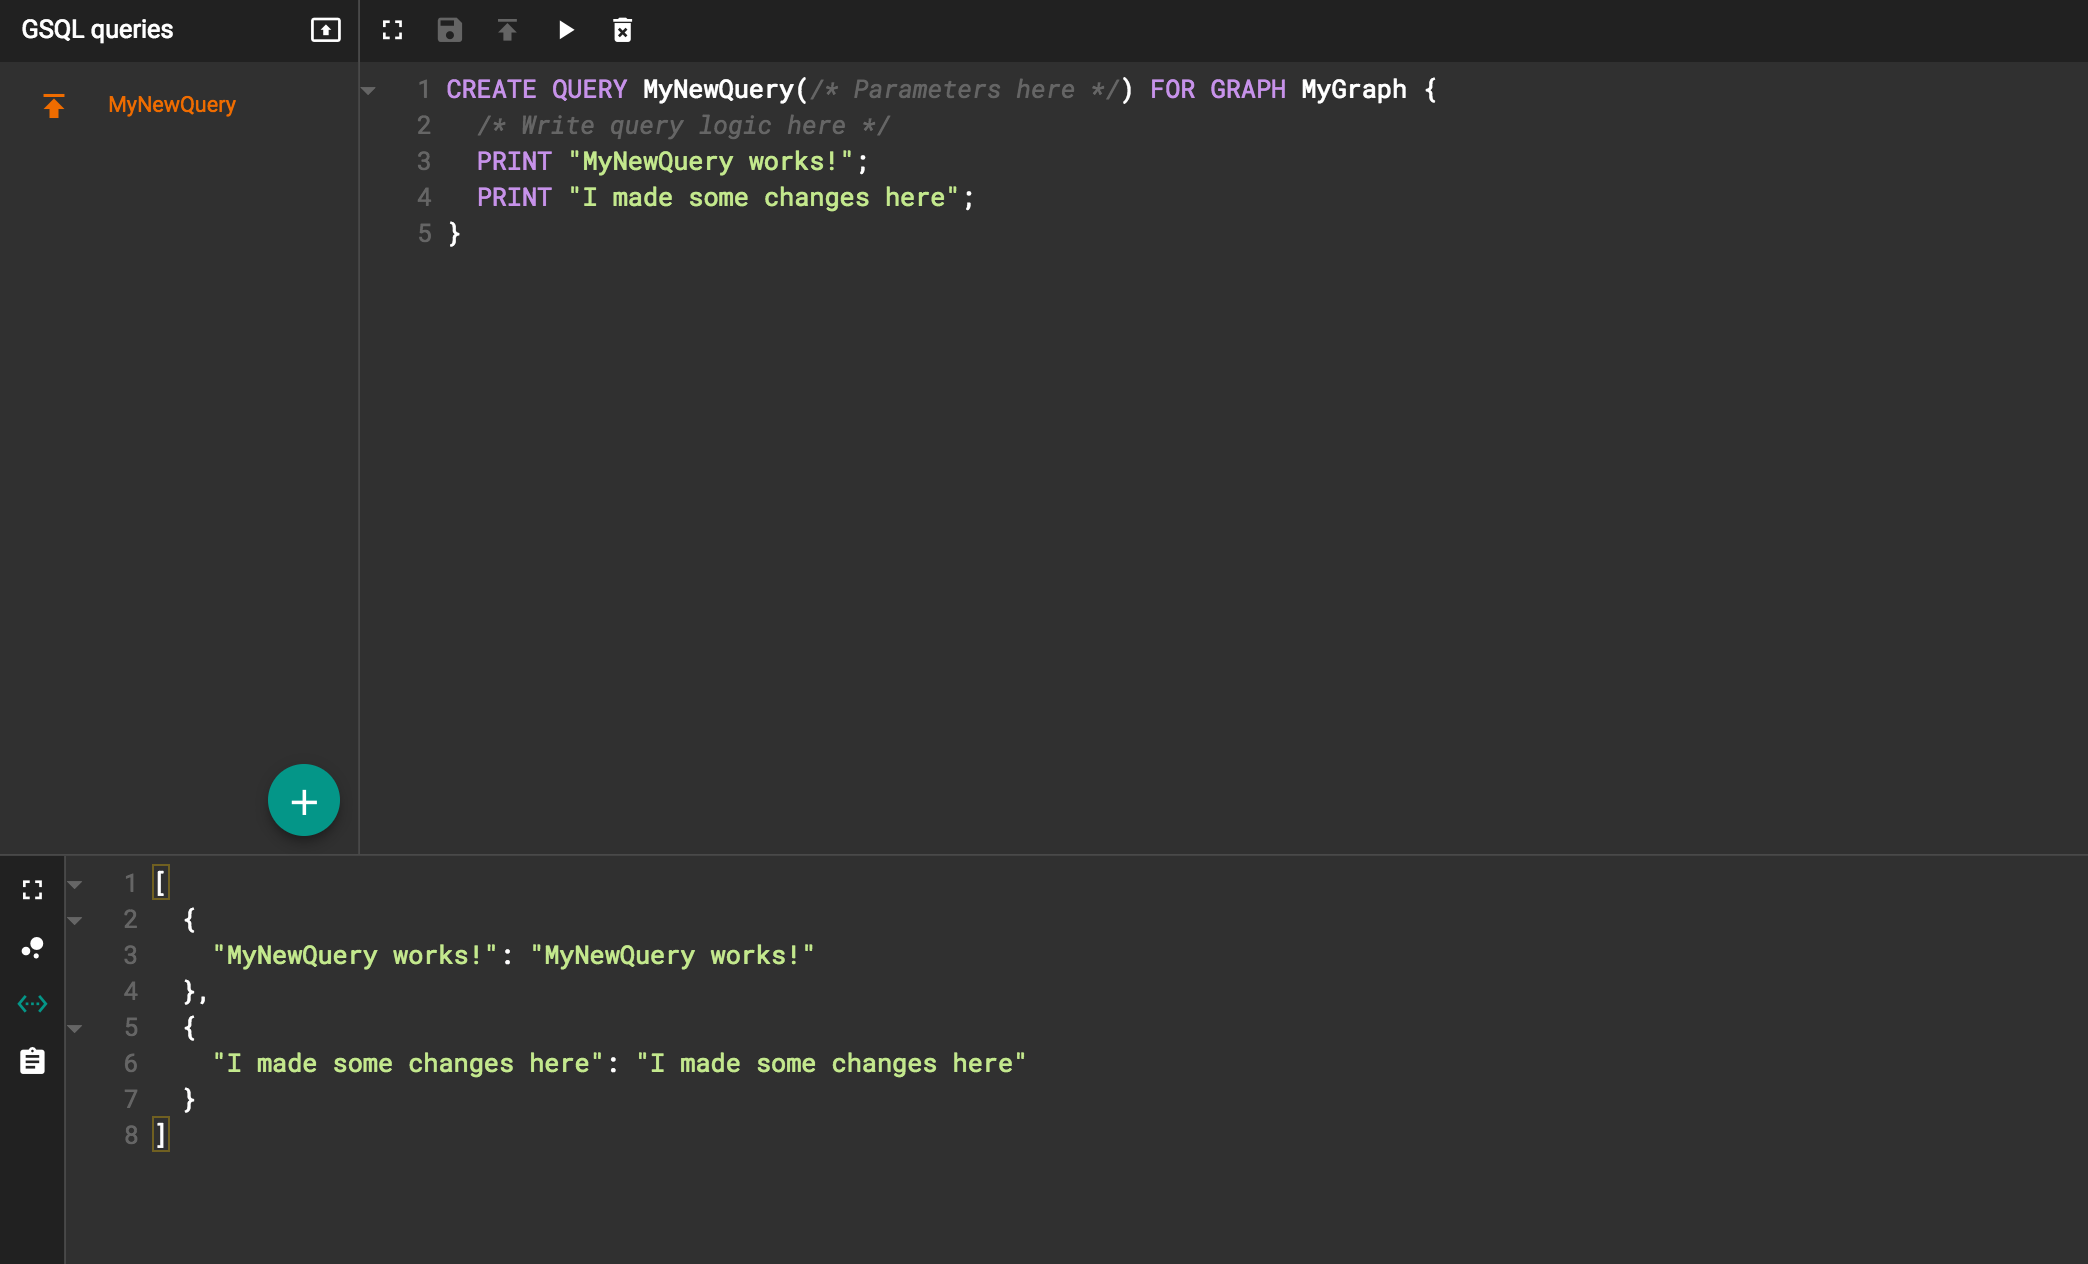 GSQL queries
MyNewQuery
1 CREATE QUERY MyNewQuery(/* Parameters here */) FOR GRAPH MyGraph {
2 /* Write query logic here */
3 PRINT "MyNewQuery works!";
4 PRINT "I made some changes here";
5 }
1 [
2 {
3 "MyNewQuery works!": "MyNewQuery works!"
4 },
5 {
6 "I made some changes here": "I made some changes here"
7 }
8 ]